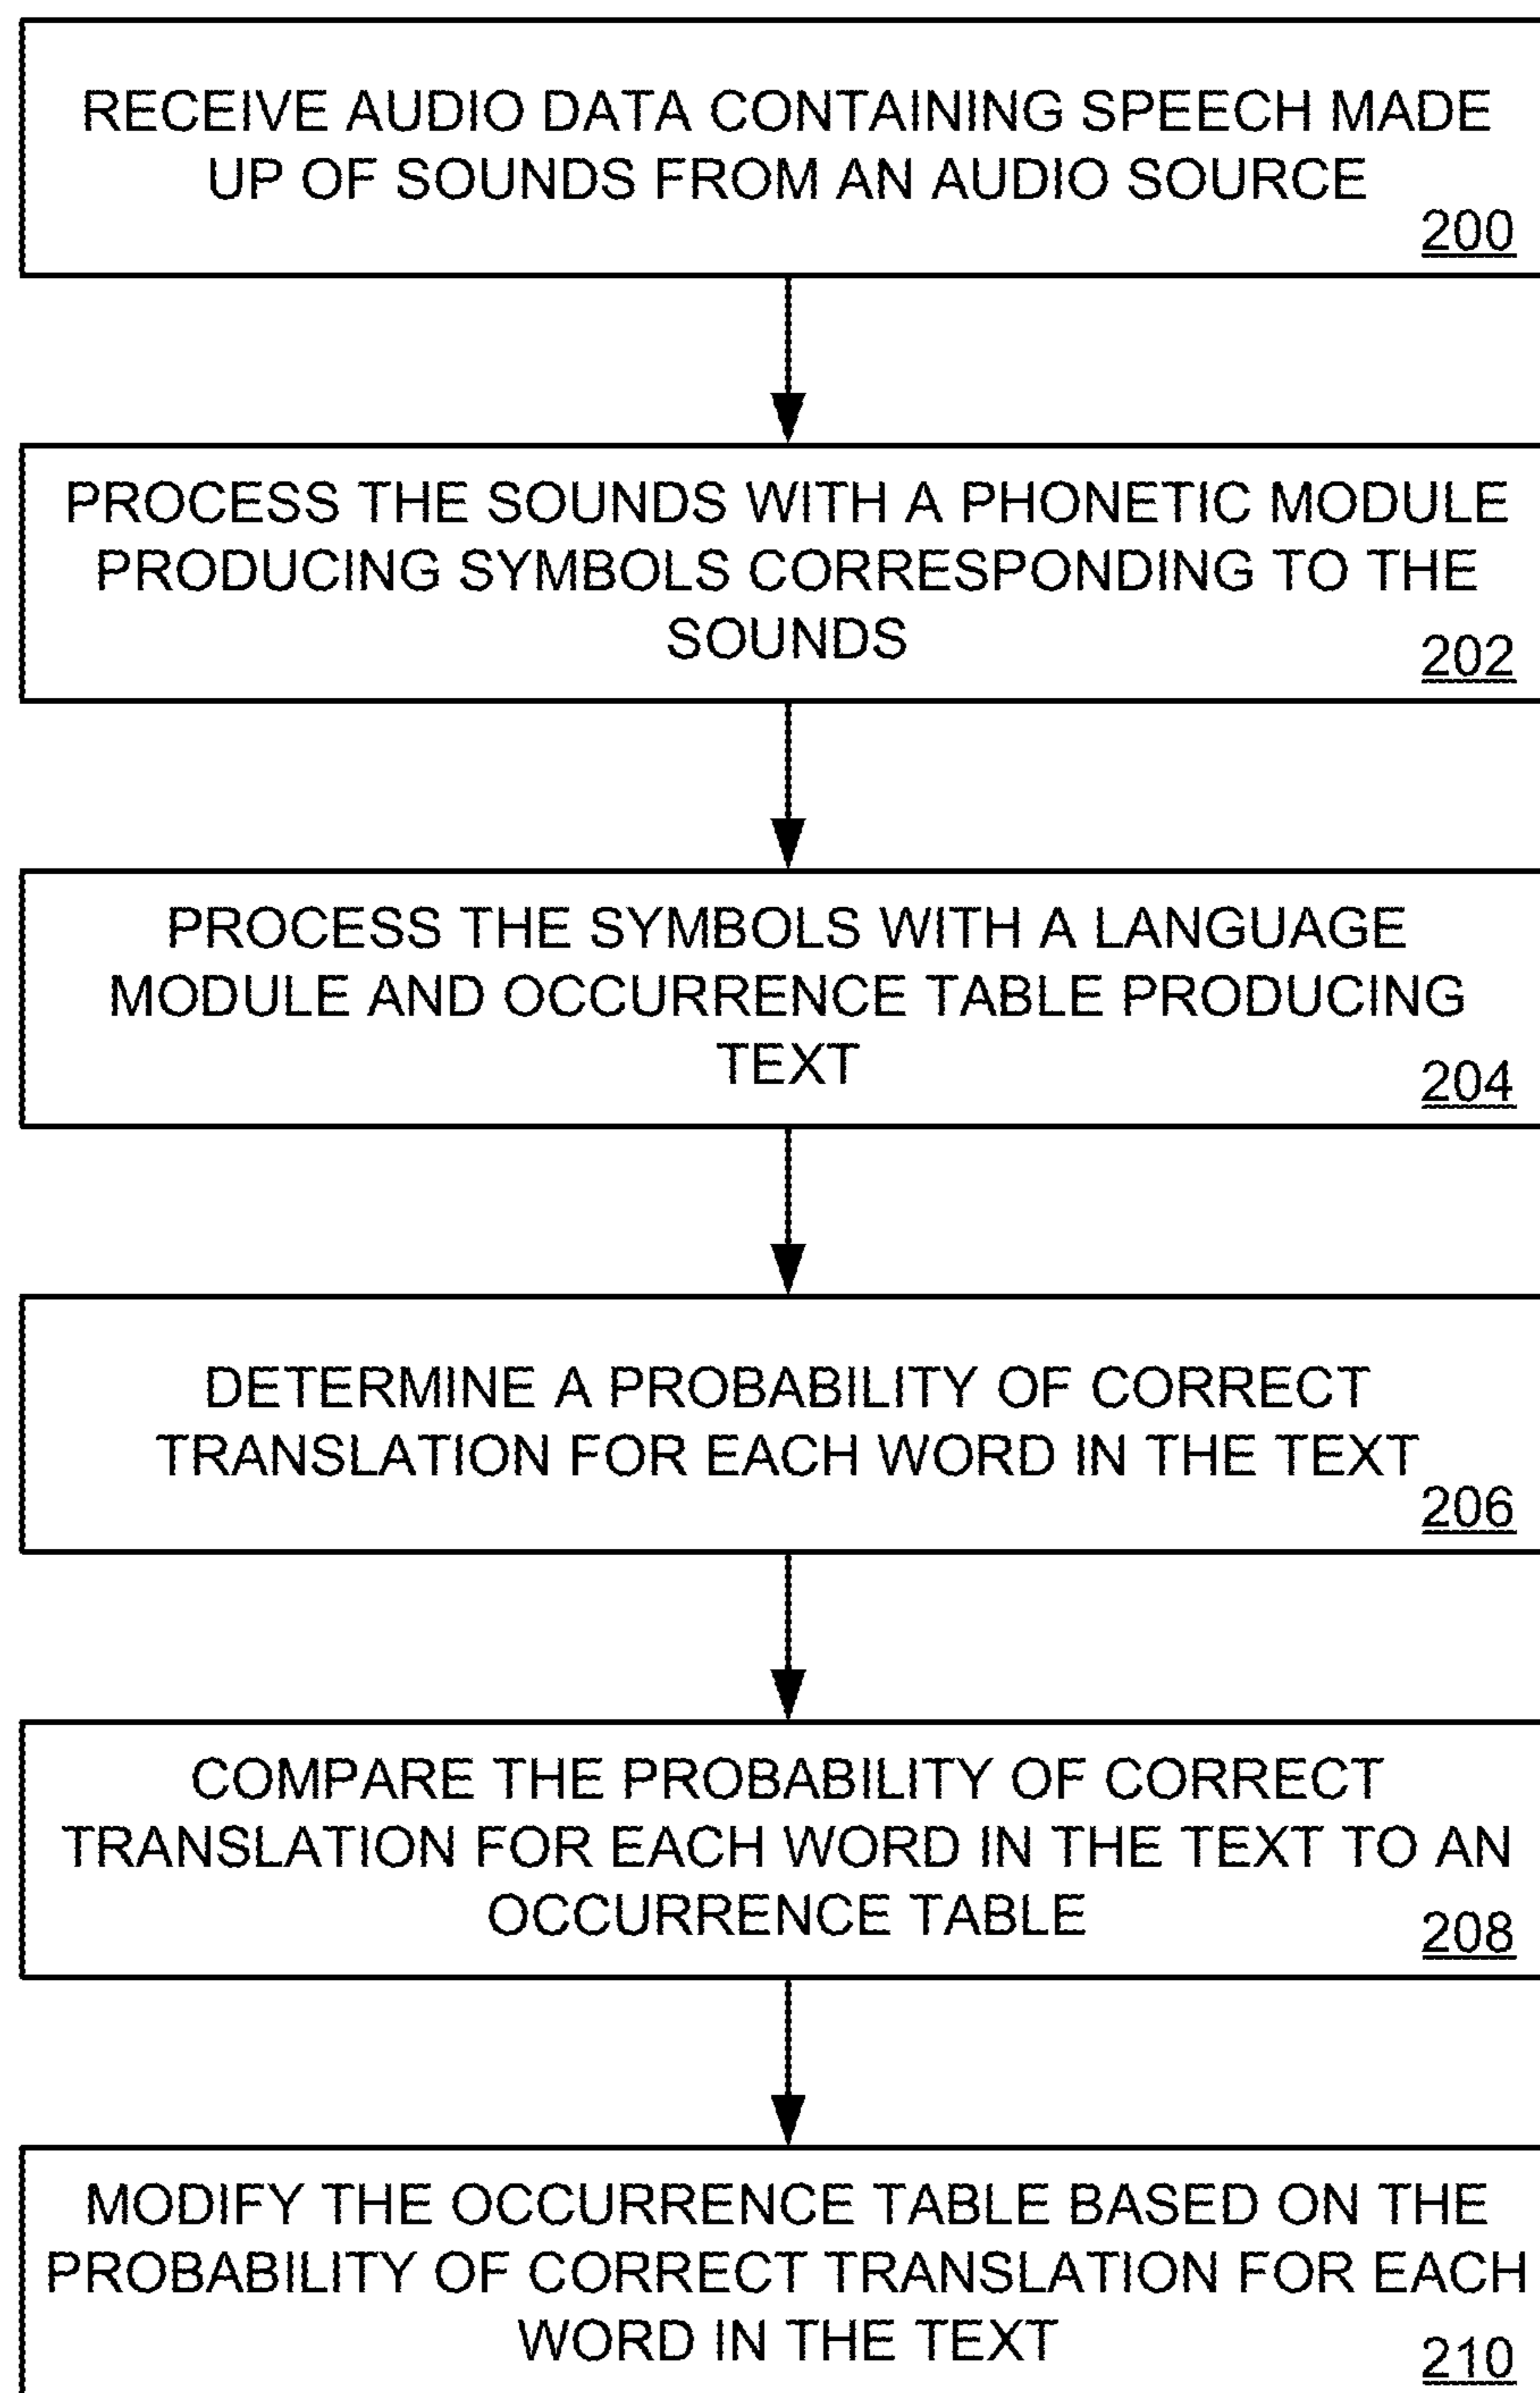 RECEIVE AUDIO DATA CONTAINING SPEECH MADE
UP OF SOUNDS FROM AN AUDIO SOURCE
200
PROCESS THE SOUNDS WITH A PHONETIC MODULE
PRODUCING SYMBOLS CORRESPONDING TO THE
SOUNDS
202
PROCESS THE SYMBOLS WITH A LANGUAGE
MODULE AND OCCURRENCE TABLE PRODUCING
TEXT
204
DETERMINE A PROBABILITY OF CORRECT
TRANSLATION FOR EACH WORD IN THE TEXT
206
COMPARE THE PROBABILITY OF CORRECT
TRANSLATION FOR EACH WORD IN THE TEXT TO AN
OCCURRENCE TABLE
208
MODIFY THE OCCURRENCE TABLE BASED ON THE
PROBABILITY OF CORRECT TRANSLATION FOR EACH
WORD IN THE TEXT
210